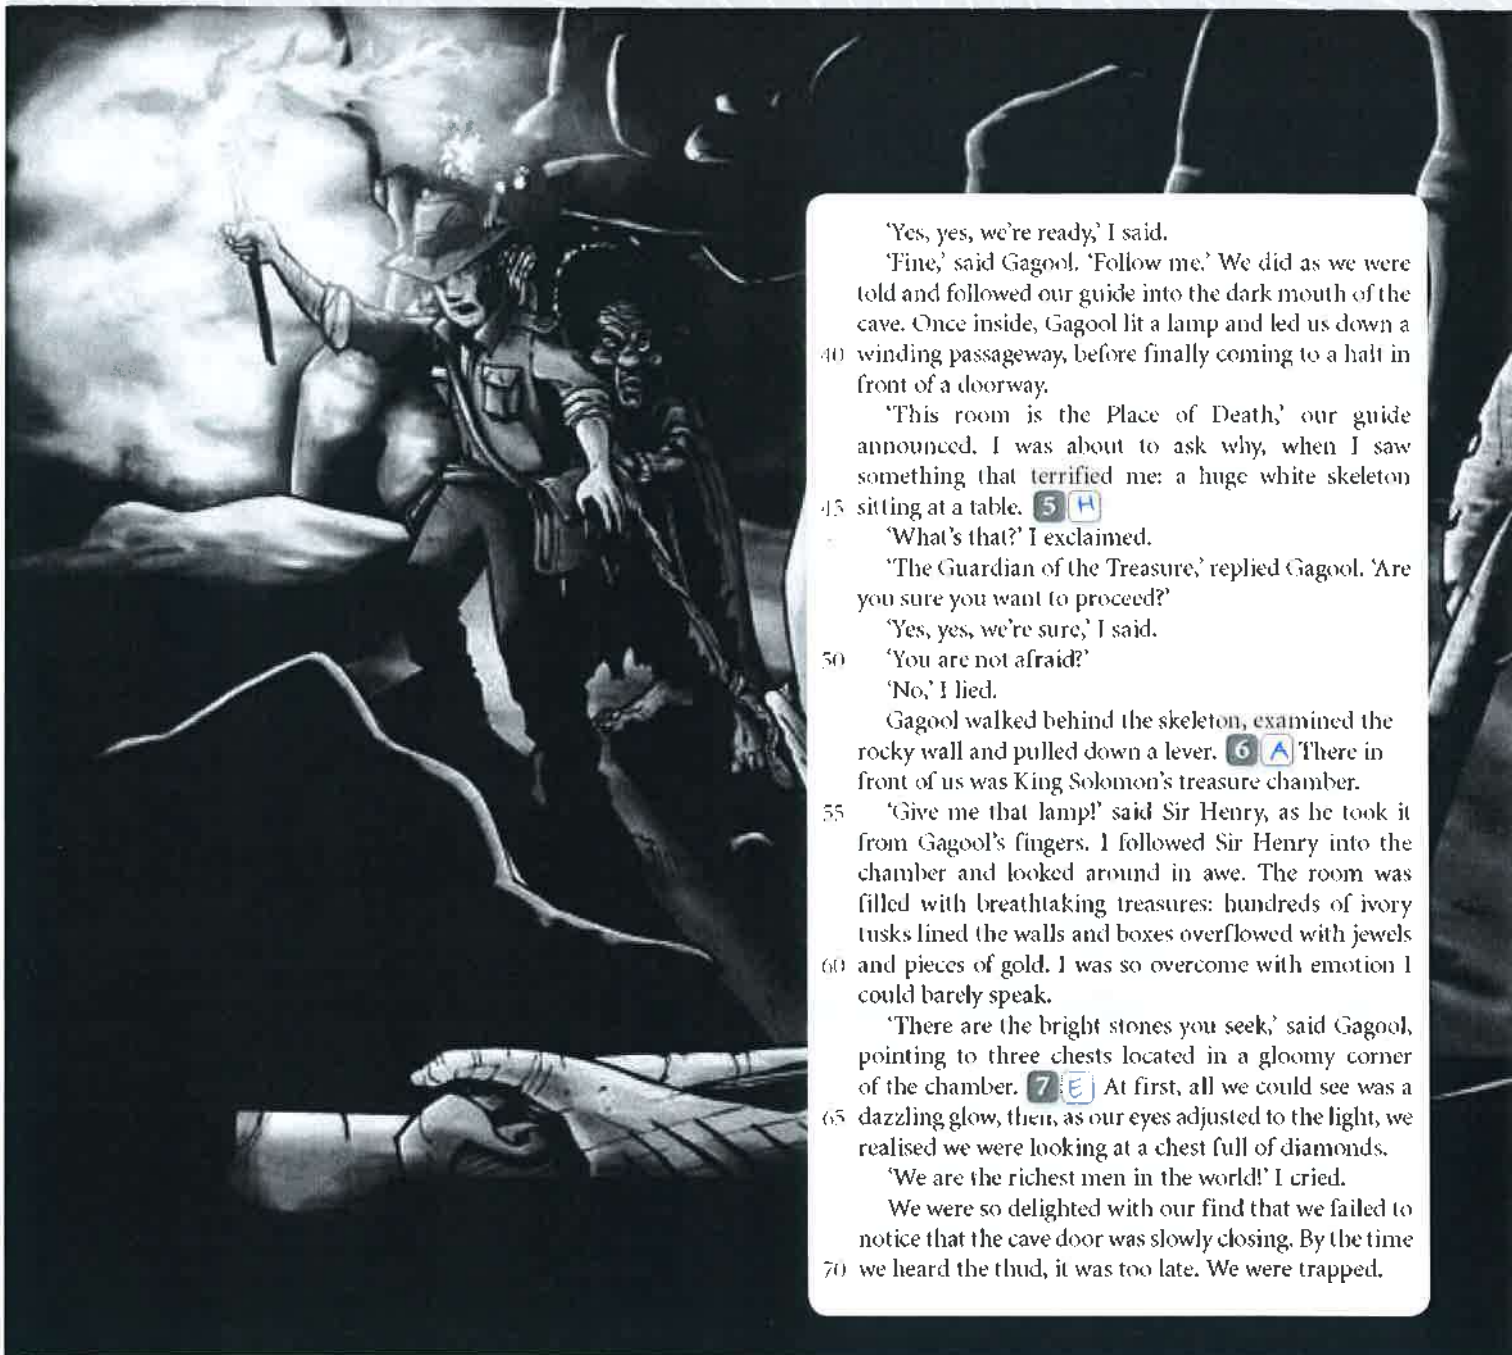 'Yes, yes, we're ready,' I said.
'Fine,' said Gagool. 'Follow me.' We did as we were
told and followed our guide into the dark mouth of the
cave. Once inside, Gagool lit a lamp and led us down a
40 winding passageway, before finally coming to a halt in
front of a doorway.
'This room is the Place of Death,' our guide
announced. I was about to ask why, when I saw
something that terrified me: a huge white skeleton
45 sitting at a table. 5 H
'What's that?' I exclaimed.
'The Guardian of the Treasure,' replied Gagool. 'Are
you sure you want to proceed?'
'Yes, yes, we're sure,' I said.
50 'You are not afraid?'
'No,' I lied.
Gagool walked behind the skeleton, examined the
rocky wall and pulled down a lever. 6 A There in
front of us was King Solomon's treasure chamber.
55 'Give me that lamp!' said Sir Henry, as he took it
from Gagool's fingers. I followed Sir Henry into the
chamber and looked around in awe. The room was
filled with breathtaking treasures: hundreds of ivory
tusks lined the walls and boxes overflowed with jewels
60 and pieces of gold. I was so overcome with emotion I
could barely speak.
'There are the bright stones you seek,' said Gagool,
pointing to three chests located in a gloomy corner
of the chamber. 7 E At first, all we could see was a
65 dazzling glow, then, as our eyes adjusted to the light, we
realised we were looking at a chest full of diamonds.
'We are the richest men in the world!' I cried.
We were so delighted with our find that we failed to
notice that the cave door was slowly closing. By the time
70 we heard the thud, it was too late. We were trapped.